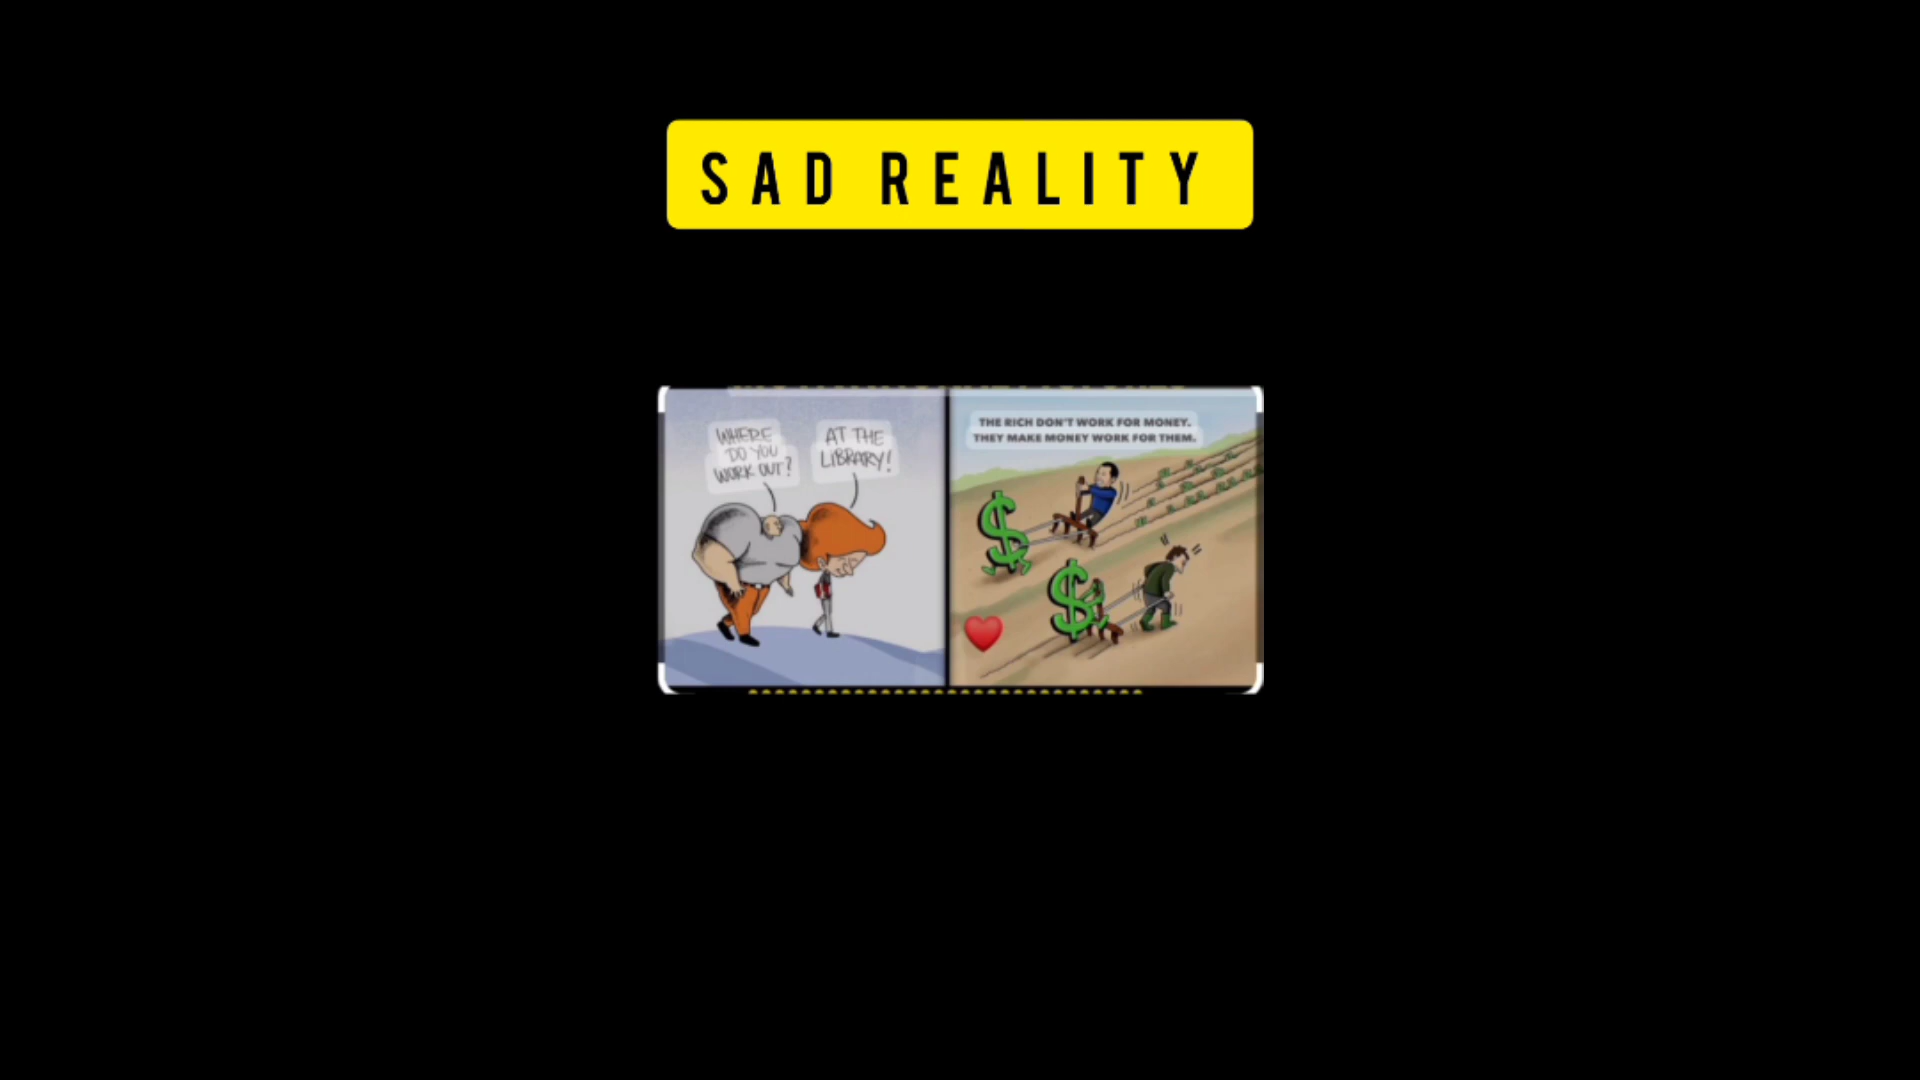 SAD REALITY
WHERE
DO YOU
WORK OUT?
AT THE
LIBRARY!
THE RICH DON'T WORK FOR MONEY.
THEY MAKE MONEY WORK FOR THEM.
$
$